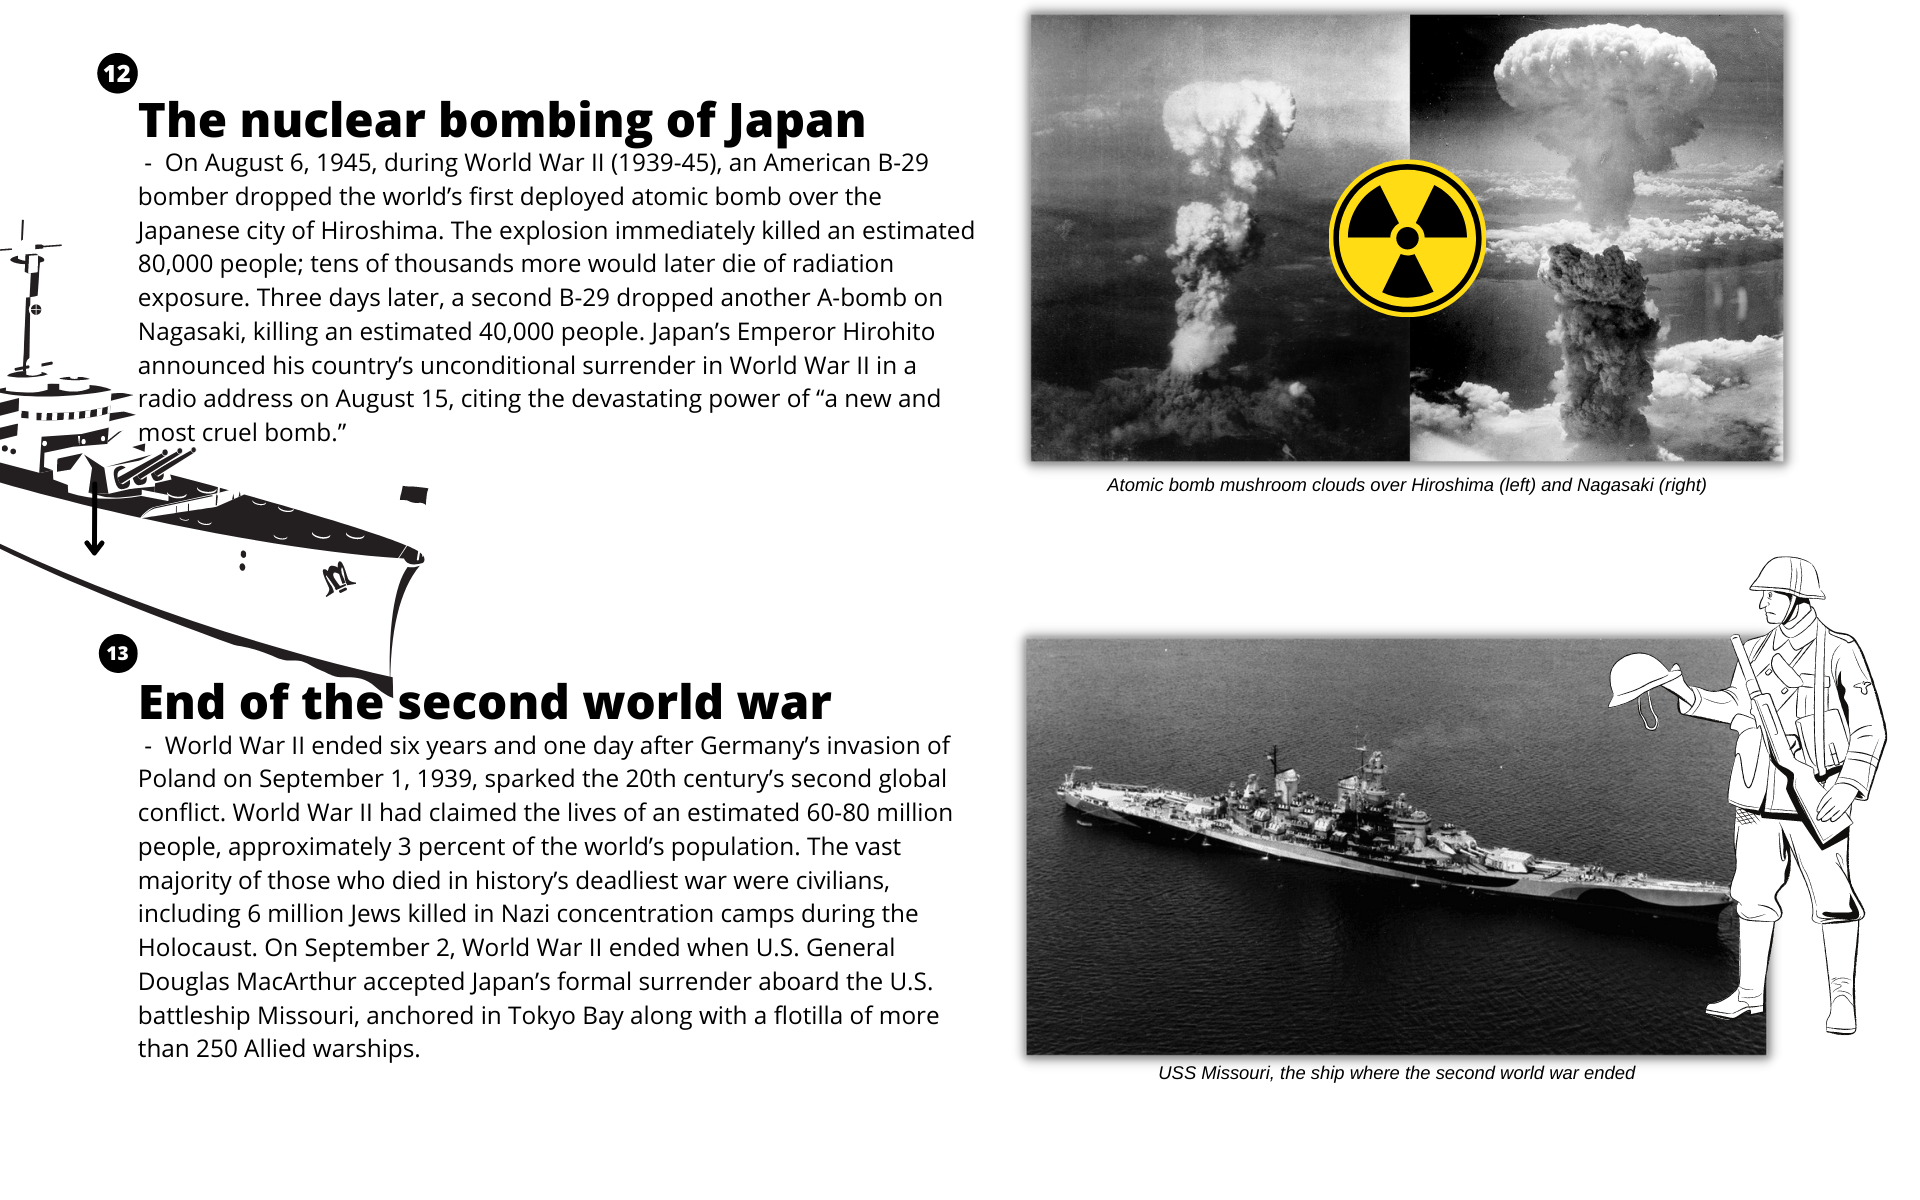 12
The nuclear bombing of Japan
- On August 6, 1945, during World War II (1939-45), an American B-29
bomber dropped the world’s first deployed atomic bomb over the
Japanese city of Hiroshima. The explosion immediately killed an estimated
80,000 people; tens of thousands more would later die of radiation
exposure. Three days later, a second B-29 dropped another A-bomb on
Nagasaki, killing an estimated 40,000 people. Japan’s Emperor Hirohito
announced his country’s unconditional surrender in World War II in a
radio address on August 15, citing the devastating power of “a new and
most cruel bomb.”
Atomic bomb mushroom clouds over Hiroshima (left) and Nagasaki (right)
13
End of the second world war
- World War II ended six years and one day after Germany’s invasion of
Poland on September 1, 1939, sparked the 20th century’s second global
conflict. World War II had claimed the lives of an estimated 60-80 million
people, approximately 3 percent of the world’s population. The vast
majority of those who died in history’s deadliest war were civilians,
including 6 million Jews killed in Nazi concentration camps during the
Holocaust. On September 2, World War II ended when U.S. General
Douglas MacArthur accepted Japan’s formal surrender aboard the U.S.
battleship Missouri, anchored in Tokyo Bay along with a flotilla of more
than 250 Allied warships.
USS Missouri, the ship where the second world war ended